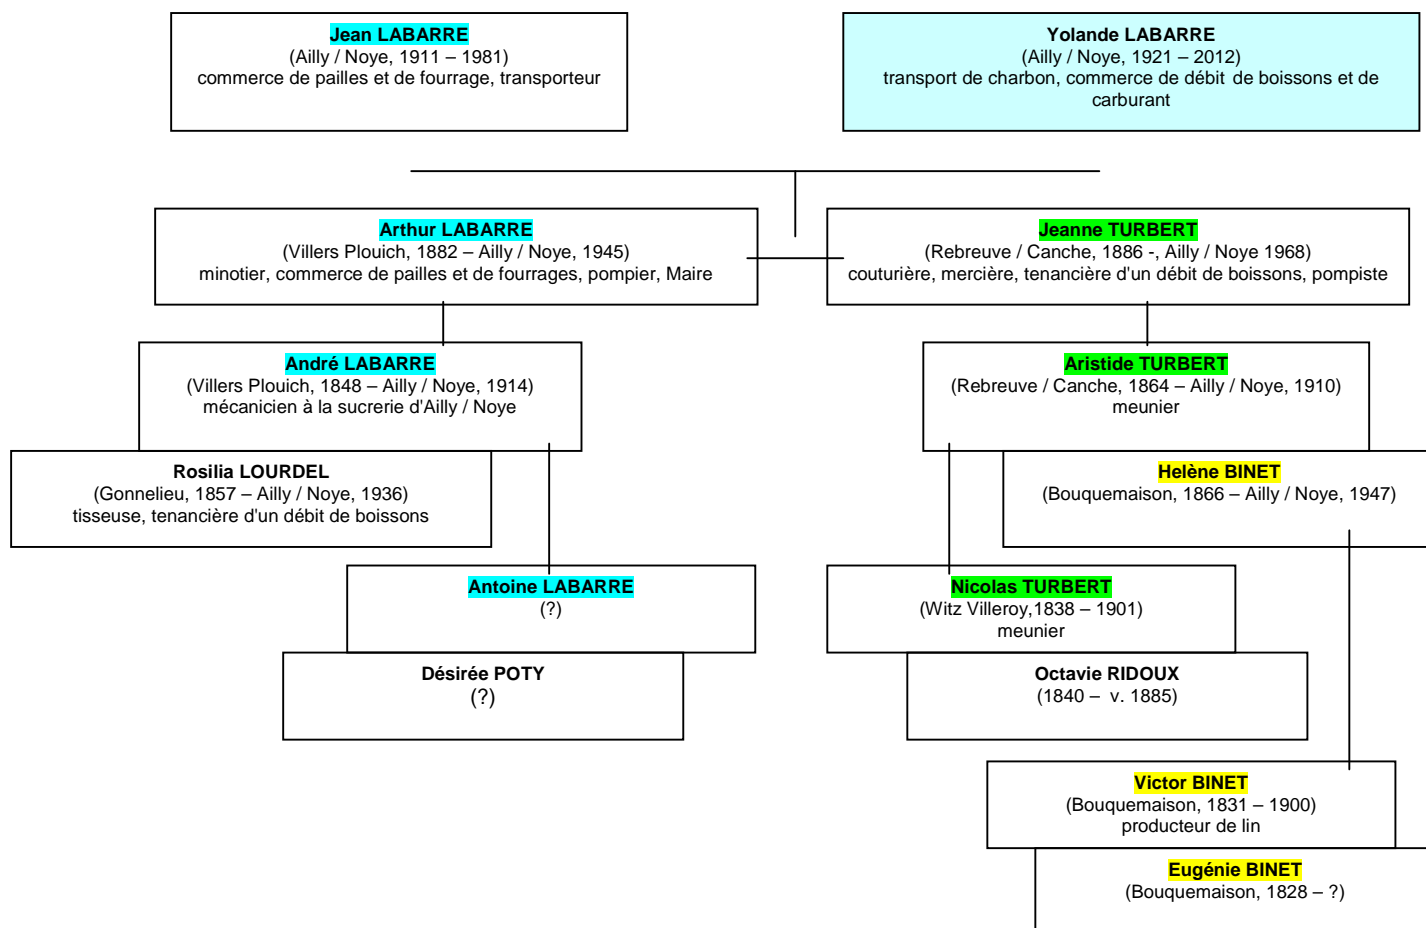 Jean LABARRE
(Ailly / Noye, 1911 – 1981)
commerce de pailles et de fourrage, transporteur
Yolande LABARRE
(Ailly / Noye, 1921 – 2012)
transport de charbon, commerce de débit de boissons et de
carburant
Arthur LABARRE
(Villers Plouich, 1882 – Ailly / Noye, 1945)
minotier, commerce de pailles et de fourrages, pompier, Maire
Jeanne TURBERT
(Rebreuve / Canche, 1886 -, Ailly / Noye 1968)
couturière, mercière, tenancière d'un débit de boissons, pompiste
André LABARRE
(Villers Plouich, 1848 – Ailly / Noye, 1914)
mécanicien à la sucrerie d'Ailly / Noye
Aristide TURBERT
(Rebreuve / Canche, 1864 – Ailly / Noye, 1910)
meunier
Rosilia LOURDEL
(Gonnelieu, 1857 – Ailly / Noye, 1936)
tisseuse, tenancière d'un débit de boissons
Helène BINET
(Bouquemaison, 1866 – Ailly / Noye, 1947)
Antoine LABARRE
(?)
Nicolas TURBERT
(Witz Villeroy,1838 – 1901)
meunier
Désirée POTY
(?)
Octavie RIDOUX
(1840 – v. 1885)
Victor BINET
(Bouquemaison, 1831 – 1900)
producteur de lin
Eugénie BINET
(Bouquemaison, 1828 – ?)